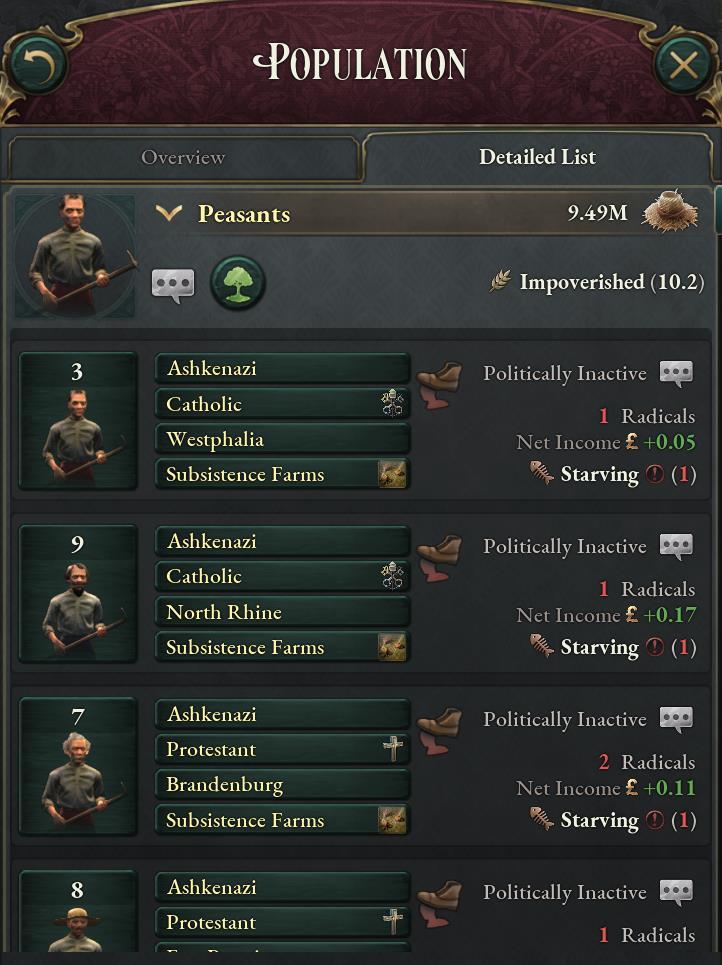 POPULATION
Overview
Detailed List
Peasants
9.49M
Impoverished (10.2)
3
Ashkenazi
Catholic
Westphalia
Subsistence Farms
Politically Inactive
1 Radicals
Net Income £ +0.05
Starving (1)
9
Ashkenazi
Catholic
North Rhine
Subsistence Farms
Politically Inactive
1 Radicals
Net Income £ +0.17
Starving (1)
7
Ashkenazi
Protestant
Brandenburg
Subsistence Farms
Politically Inactive
2 Radicals
Net Income £ +0.11
Starving (1)
8
Ashkenazi
Protestant
Politically Inactive
1 Radicals